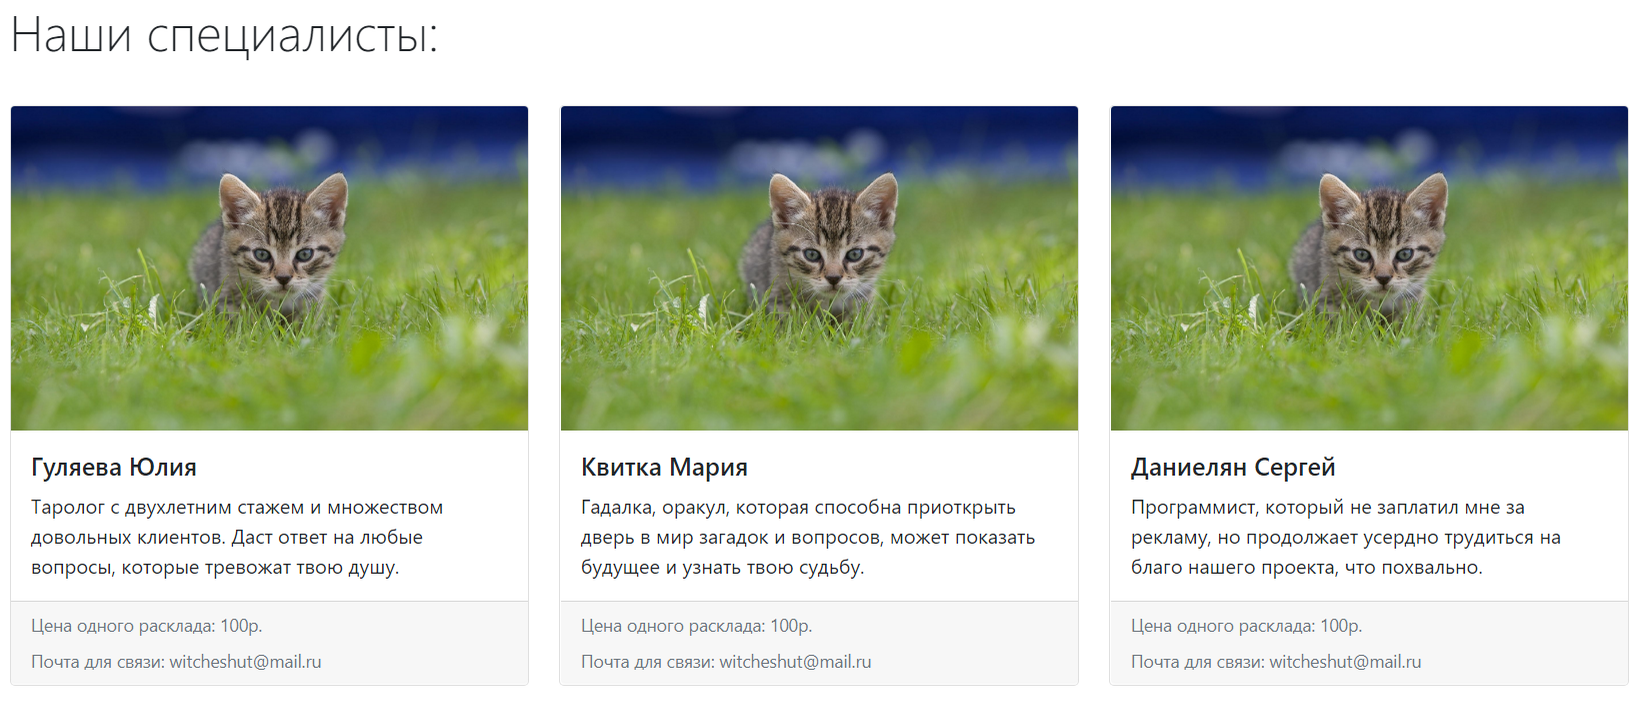 Наши специалисты:
Гуляева Юлия
Таролог с двухлетним стажем и множеством
довольных клиентов. Даст ответ на любые
вопросы, которые тревожат твою душу.
Цена одного расклада: 100р.
Почта для связи: witcheshut@mail.ru
Квитка Мария
Гадалка, оракул, которая способна приоткрыть
дверь в мир загадок и вопросов, может показать
будущее и узнать твою судьбу.
Цена одного расклада: 100р.
Почта для связи: witcheshut@mail.ru
Даниелян Сергей
Программист, который не заплатил мне за
рекламу, но продолжает усердно трудиться на
благо нашего проекта, что похвально.
Цена одного расклада: 100р.
Почта для связи: witcheshut@mail.ru